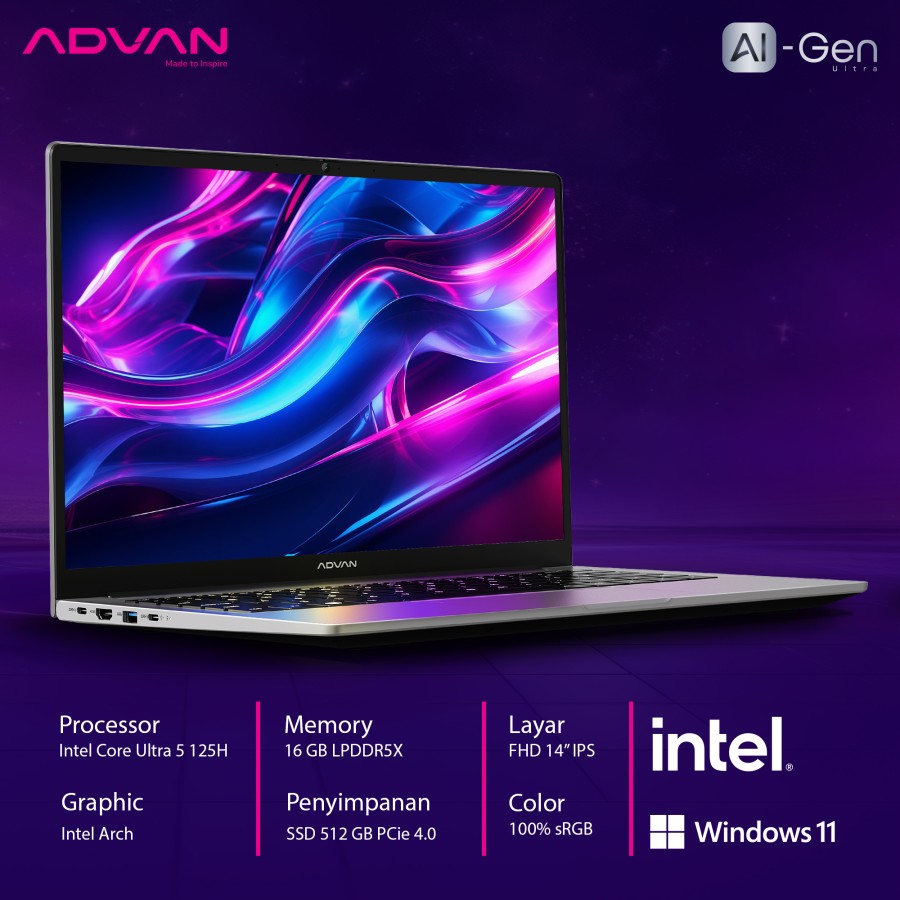 ADVAN
Made to Inspire
AI-Gen
Ultra
ADVAN
Processor
Intel Core Ultra 5 125H
Graphic
Intel Arch
Memory
16 GB LPDDR5X
Penyimpanan
SSD 512 GB PCie 4.0
Layar
FHD 14” IPS
Color
100% sRGB
intel®
Windows 11